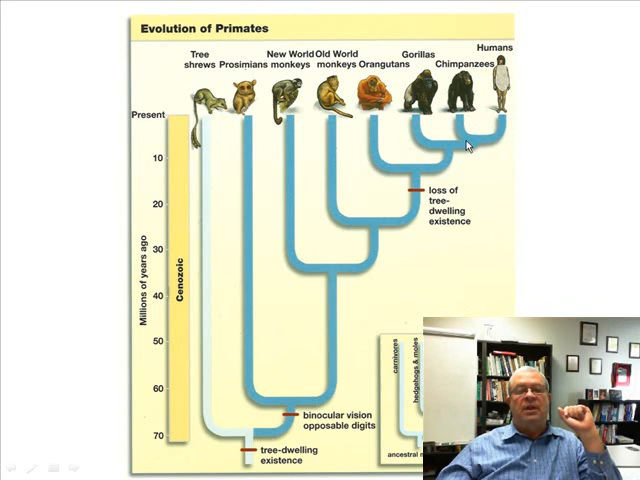 Evolution of Primates
Humans
Tree New World Old World Gorillas
shrews Prosimians monkeys monkeys Orangutans Chimpanzees
Present
10
20
30
40
50
60
70
Millions of years ago
Cenozoic
loss of
tree-
dwelling
existence
binocular vision
opposable digits
tree-dwelling
existence
carnivores
hedgehogs & moles
ancestral